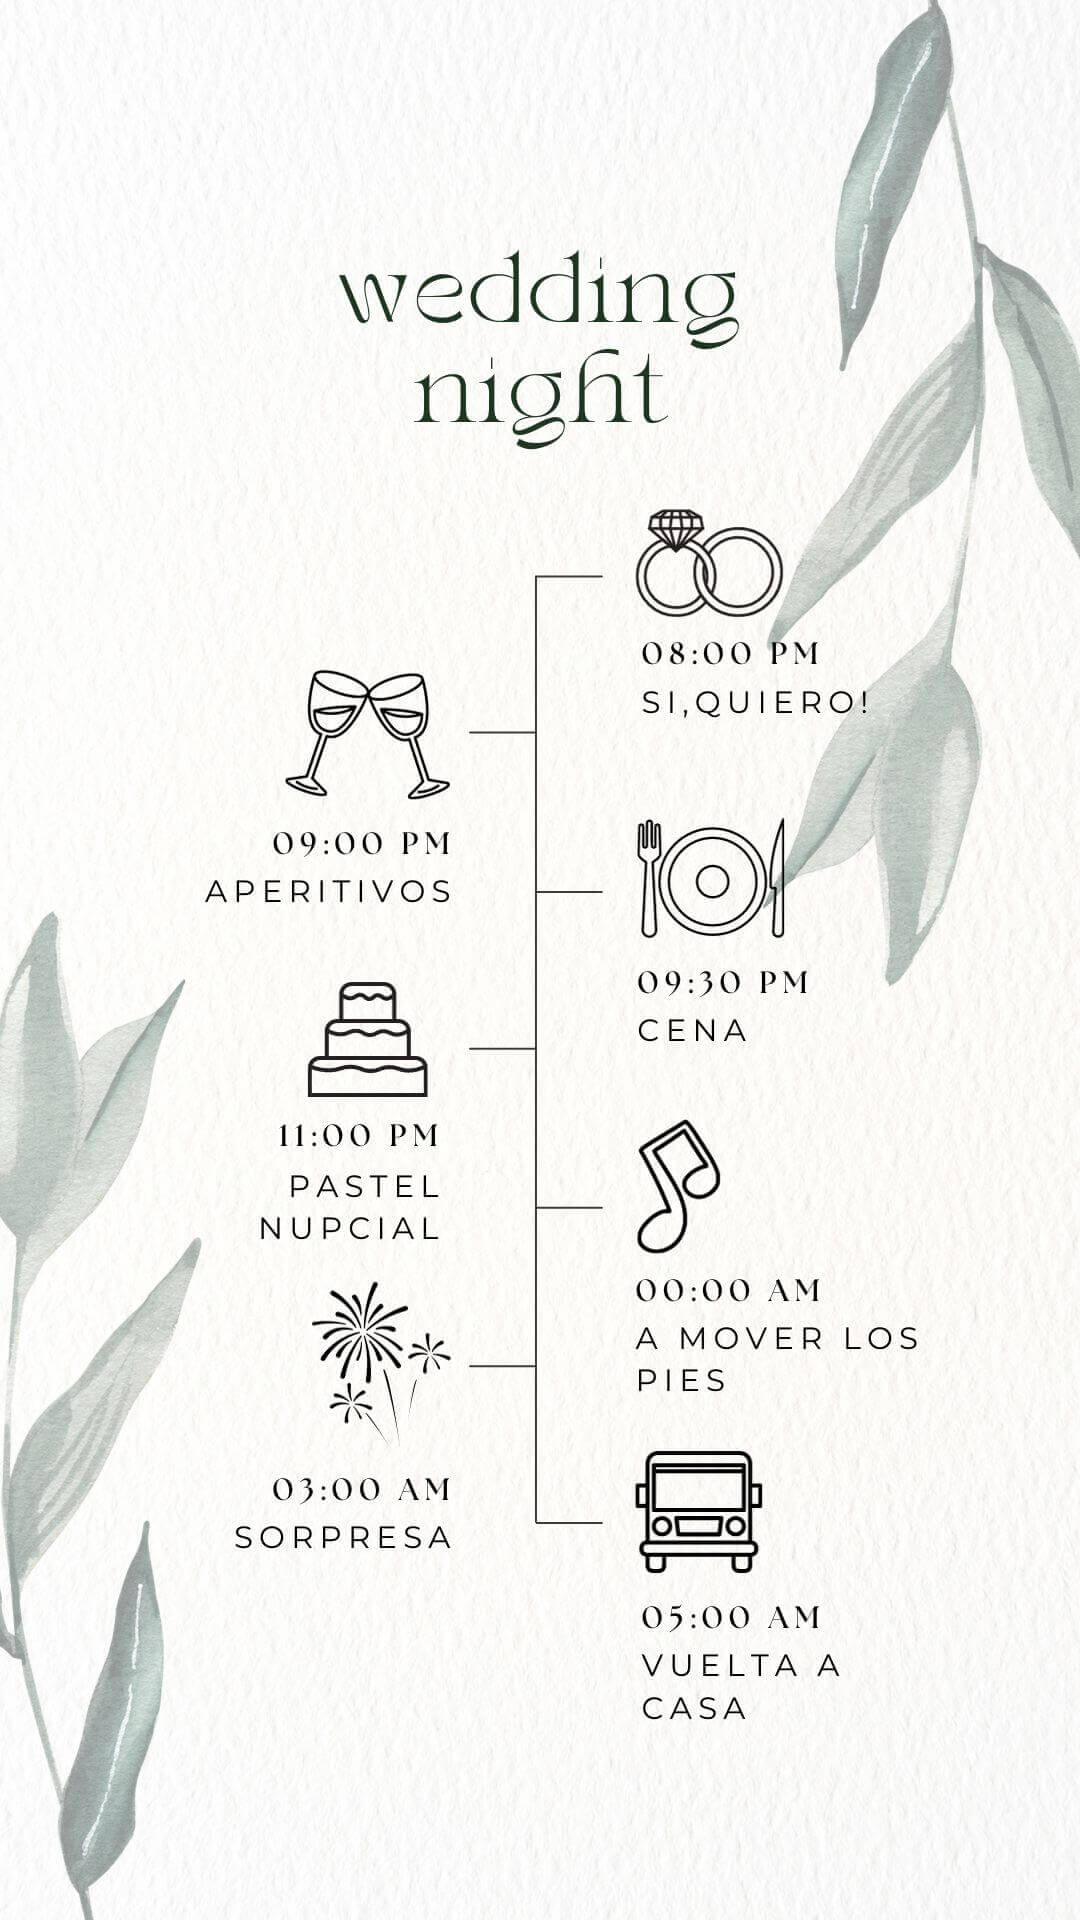 wedding
night
08:00 PM
SI,QUIERO!
09:00 PM
APERITIVOS
09:30 PM
CENA
11:00 PM
PASTEL
NUPCIAL
00:00 AM
A MOVER LOS
PIES
03:00 AM
SORPRESA
05:00 AM
VUELTA A
CASA